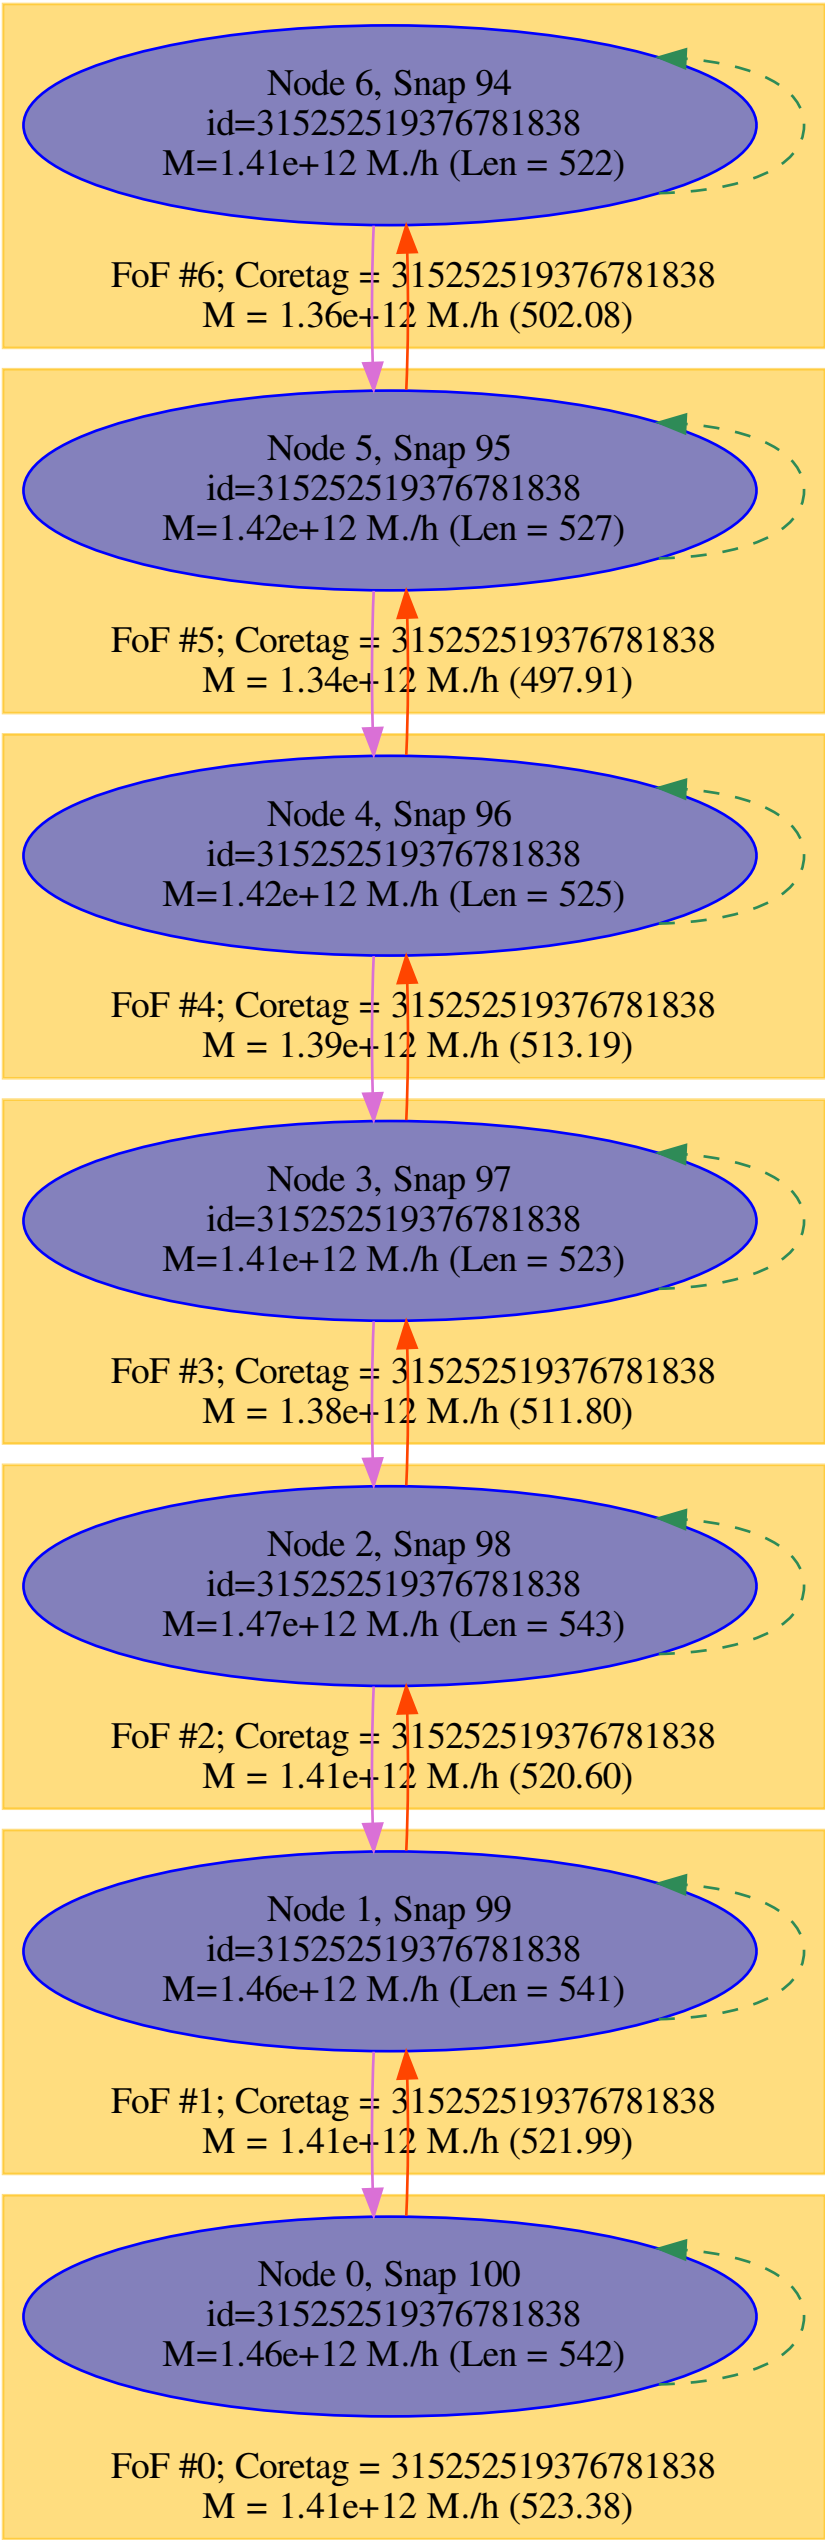 Node 6, Snap 94
id=315252519376781838
M=1.41e+12 M./h (Len = 522)
FoF #6; Coretag = 315252519376781838
M = 1.36e+12 M./h (502.08)
Node 5, Snap 95
id=315252519376781838
M=1.42e+12 M./h (Len = 527)
FoF #5; Coretag = 315252519376781838
M = 1.34e+12 M./h (497.91)
Node 4, Snap 96
id=315252519376781838
M=1.42e+12 M./h (Len = 525)
FoF #4; Coretag = 315252519376781838
M = 1.39e+12 M./h (513.19)
Node 3, Snap 97
id=315252519376781838
M=1.41e+12 M./h (Len = 523)
FoF #3; Coretag = 315252519376781838
M = 1.38e+12 M./h (511.80)
Node 2, Snap 98
id=315252519376781838
M=1.47e+12 M./h (Len = 543)
FoF #2; Coretag = 315252519376781838
M = 1.41e+12 M./h (520.60)
Node 1, Snap 99
id=315252519376781838
M=1.46e+12 M./h (Len = 541)
FoF #1; Coretag = 315252519376781838
M = 1.41e+12 M./h (521.99)
Node 0, Snap 100
id=315252519376781838
M=1.46e+12 M./h (Len = 542)
FoF #0; Coretag = 315252519376781838
M = 1.41e+12 M./h (523.38)